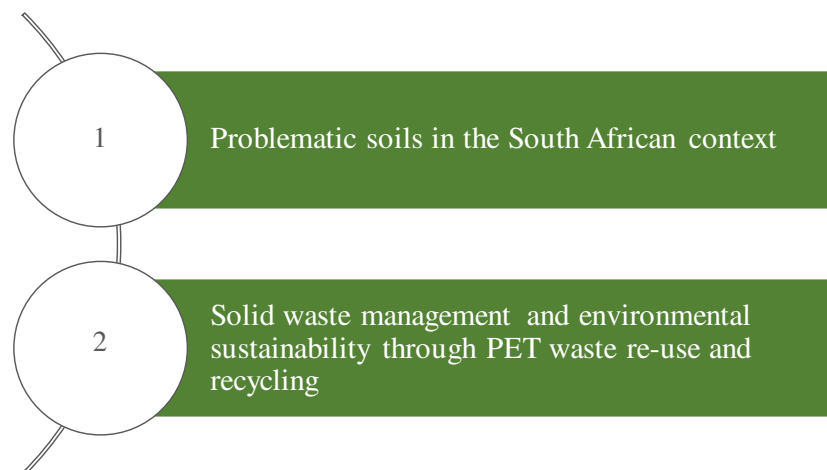 1
Problematic soils in the South African context
2
Solid waste management and environmental
sustainability through PET waste re-use and
recycling